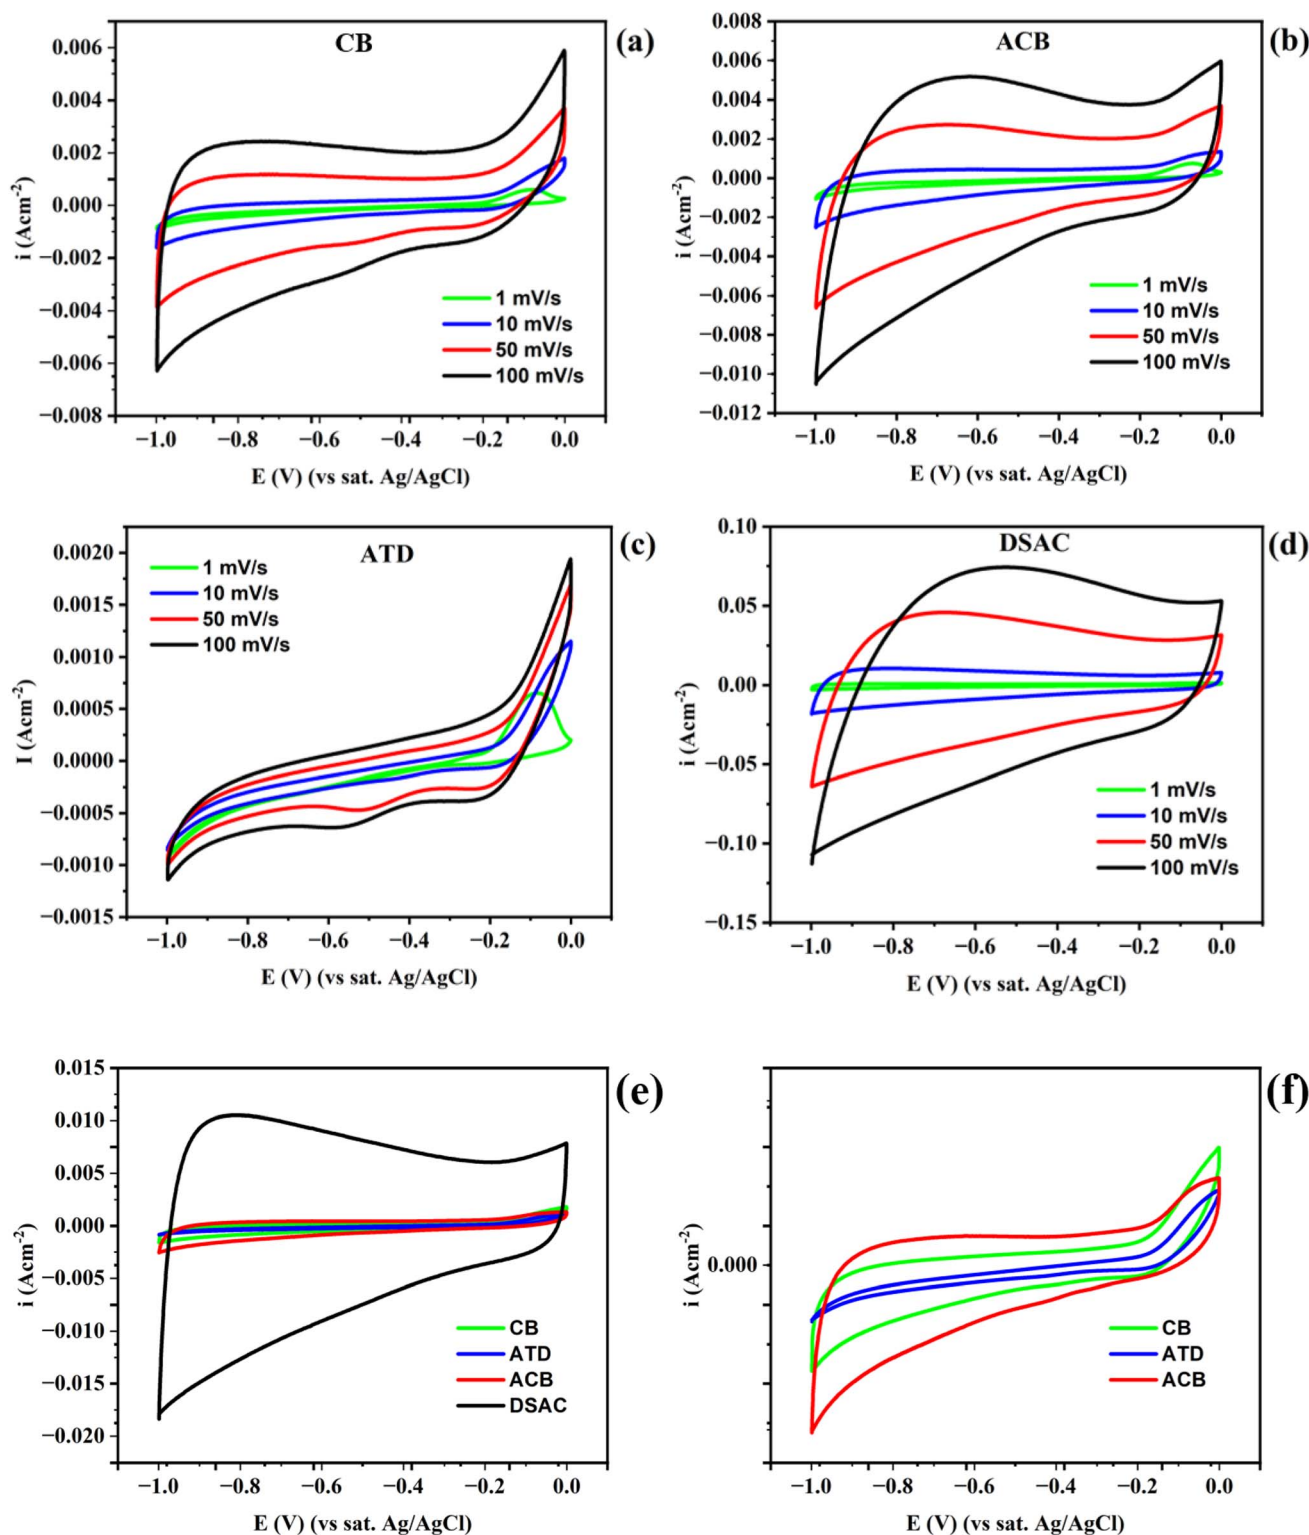 CB
(a)
0.006
0.004
0.002
0.000
−0.002
−0.004
−0.006
−0.008
i (Acm-2)
1 mV/s
10 mV/s
50 mV/s
100 mV/s
−1.0 −0.8 −0.6 −0.4 −0.2 0.0
E (V) (vs sat. Ag/AgCl)
ACB
(b)
0.008
0.006
0.004
0.002
0.000
−0.002
−0.004
−0.006
−0.008
−0.010
−0.012
i (Acm-2)
1 mV/s
10 mV/s
50 mV/s
100 mV/s
−1.0 −0.8 −0.6 −0.4 −0.2 0.0
E (V) (vs sat. Ag/AgCl)
ATD
(c)
0.0020
0.0015
0.0010
0.0005
0.0000
−0.0005
−0.0010
−0.0015
I (Acm-2)
1 mV/s
10 mV/s
50 mV/s
100 mV/s
−1.0 −0.8 −0.6 −0.4 −0.2 0.0
E (V) (vs sat. Ag/AgCl)
DSAC
(d)
0.10
0.05
0.00
−0.05
−0.10
−0.15
i (Acm-2)
1 mV/s
10 mV/s
50 mV/s
100 mV/s
−1.0 −0.8 −0.6 −0.4 −0.2 0.0
E (V) (vs sat. Ag/AgCl)
(e)
0.015
0.010
0.005
0.000
−0.005
−0.010
−0.015
−0.020
i (Acm-2)
CB
ATD
ACB
DSAC
−1.0 −0.8 −0.6 −0.4 −0.2 0.0
E (V) (vs sat. Ag/AgCl)
(f)
0.000
i (Acm-2)
CB
ATD
ACB
−1.0 −0.8 −0.6 −0.4 −0.2 0.0
E (V) (vs sat. Ag/AgCl)